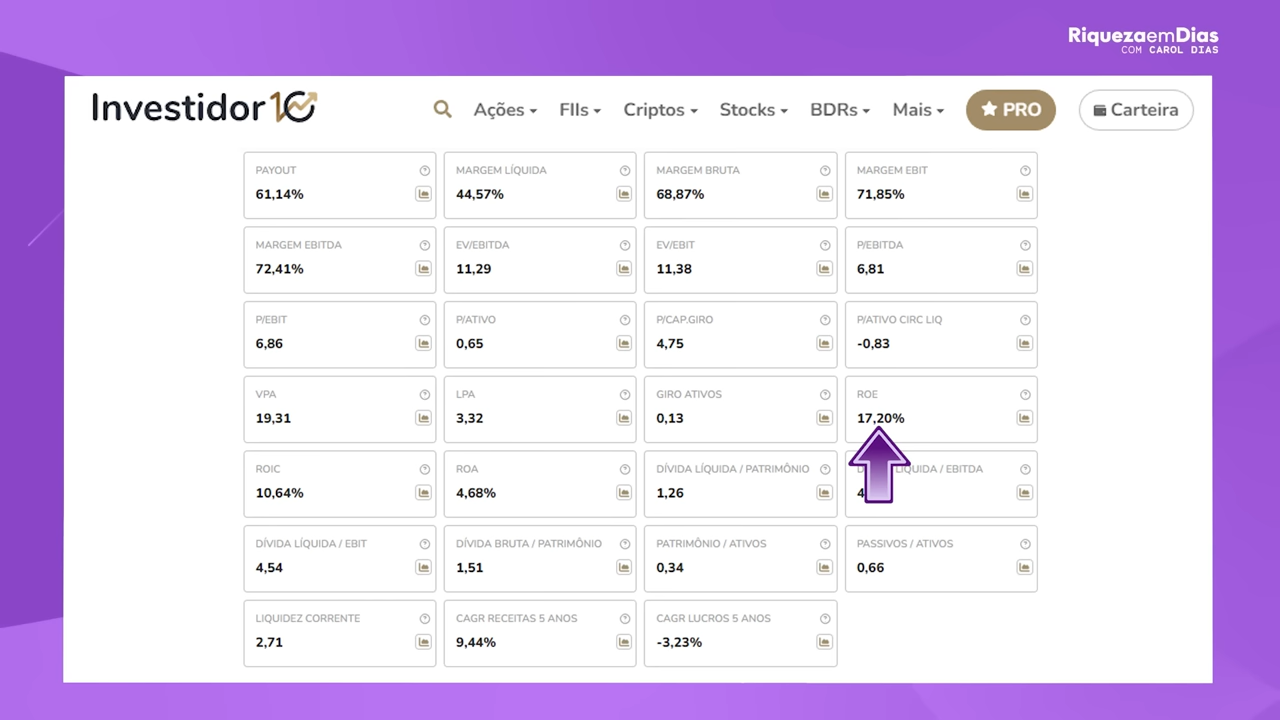 RiquezaemDias
COM CAROL DIAS
Investidor10
Ações
FIIs
Criptos
Stocks
BDRs
Mais
PRO
Carteira
PAYOUT
61,14%
MARGEM LÍQUIDA
44,57%
MARGEM BRUTA
68,87%
MARGEM EBIT
71,85%
MARGEM EBITDA
72,41%
EV/EBITDA
11,29
EV/EBIT
11,38
P/EBITDA
6,81
P/EBIT
6,86
P/ATIVO
0,65
P/CAP.GIRO
4,75
P/ATIVO CIRC LIQ
-0,83
VPA
19,31
LPA
3,32
GIRO ATIVOS
0,13
ROE
17,20%
ROIC
10,64%
ROA
4,68%
DÍVIDA LÍQUIDA / PATRIMÔNIO
1,26
/ EBITDA
DÍVIDA LÍQUIDA / EBIT
4,54
DÍVIDA BRUTA / PATRIMÔNIO
1,51
PATRIMÔNIO / ATIVOS
0,34
PASSIVOS / ATIVOS
0,66
LIQUIDEZ CORRENTE
2,71
CAGR RECEITAS 5 ANOS
9,44%
CAGR LUCROS 5 ANOS
-3,23%